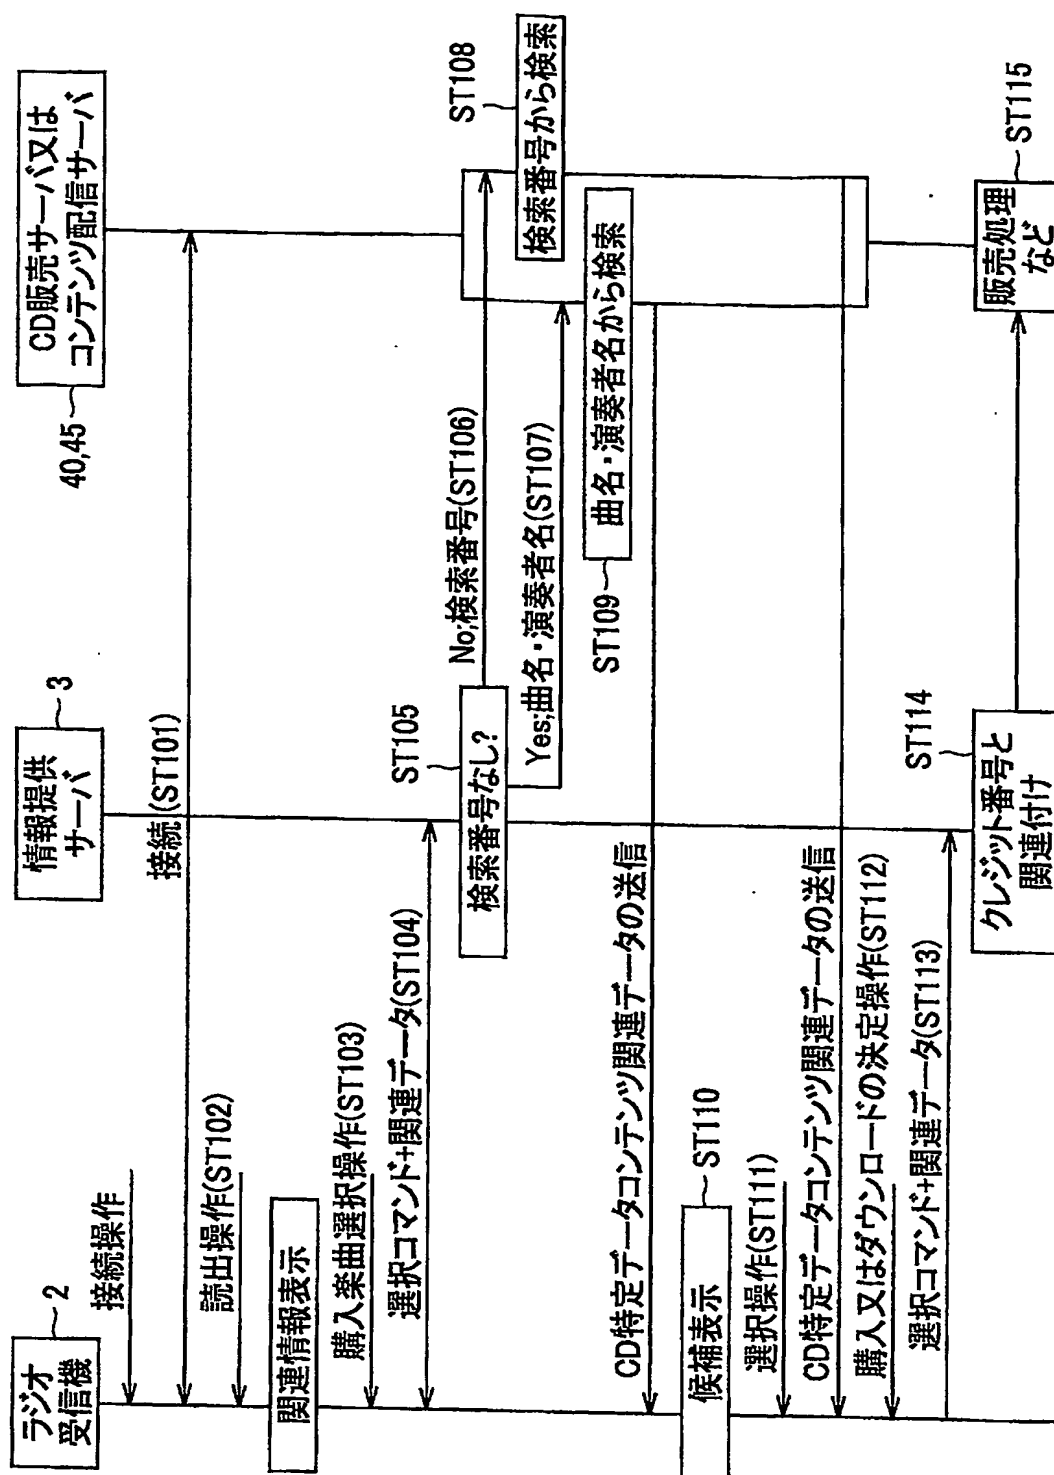 ラジオ
受信機
2
情報提供
サーバ
3
CD販売サーバ又は
コンテンツ配信サーバ
40,45
接続操作
接続(ST101)
読出操作(ST102)
関連情報表示
購入楽曲選択操作(ST103)
選択コマンド+関連データ(ST104)
検索番号なし?
ST105
No;検索番号(ST106)
Yes;曲名・演奏者名(ST107)
検索番号から検索
ST108
曲名・演奏者名から検索
ST109
CD特定データコンテンツ関連データの送信
候補表示
ST110
選択操作(ST111)
CD特定データコンテンツ関連データの送信
購入又はダウンロードの決定操作(ST112)
選択コマンド+関連データ(ST113)
クレジット番号と
関連付け
ST114
販売処理
など
ST115